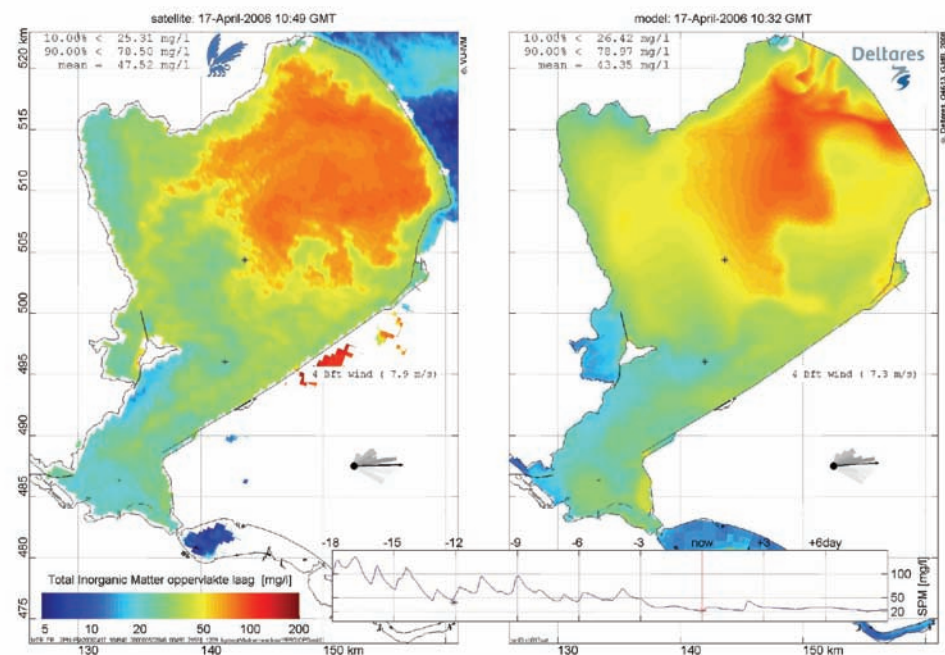 satellite: 17-April-2006 10:49 GMT
10.00% < 25.31 mg/l
90.00% < 78.50 mg/l
mean = 47.52 mg/l
520 km
515
510
505
500
495
490
485
480
475
4 Bft wind ( 7.9 m/s)
© VU-IVM
Total Inorganic Matter oppervlakte laag [mg/l]
5 10 20 50 100 200
130 140 150 km
model: 17-April-2006 10:32 GMT
10.00% < 26.42 mg/l
90.00% < 78.97 mg/l
mean = 43.35 mg/l
Deltares
4 Bft wind ( 7.3 m/s)
-18 -15 -12 -9 -6 -3 now +3 +6day
100
50
20
SPM [mg/l]
130 140 150 km